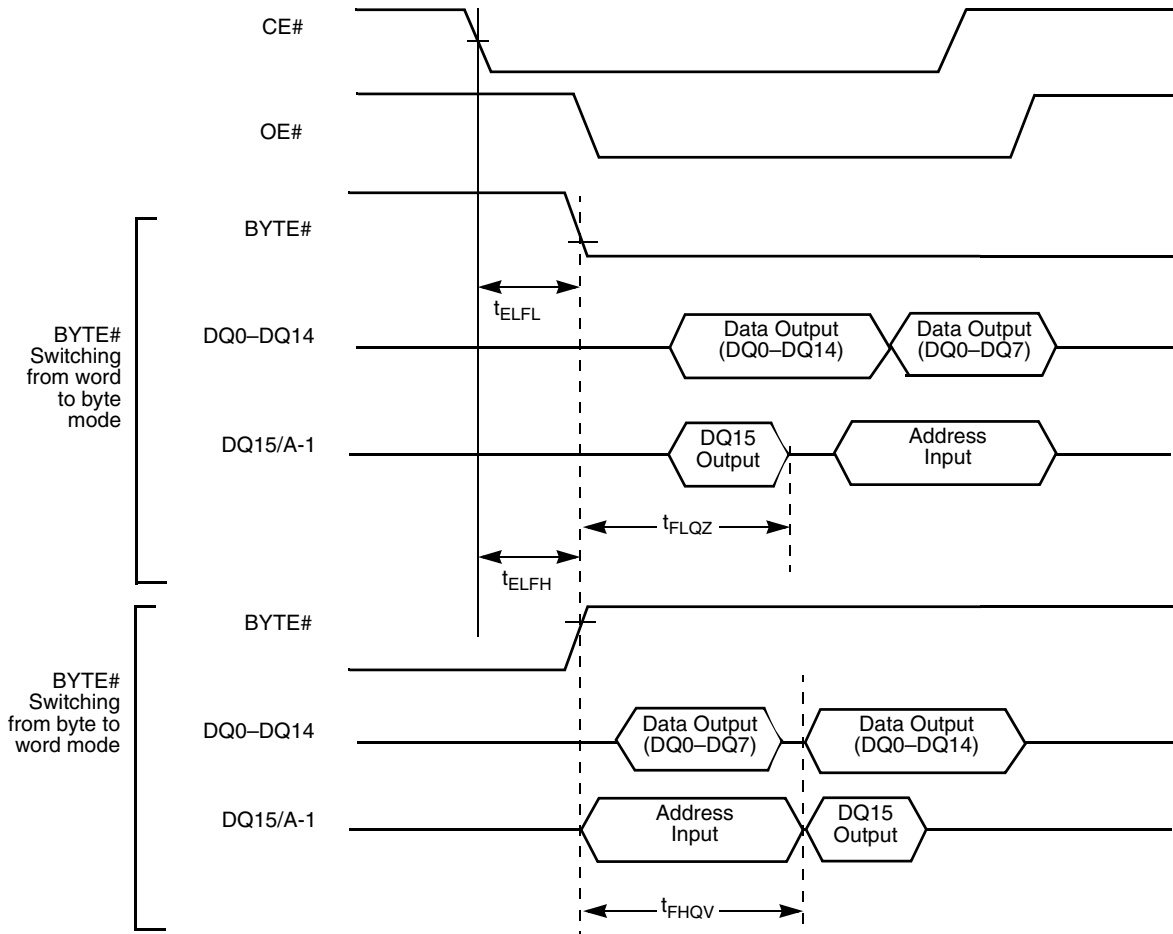 CE#
OE#
BYTE#
tELFL
BYTE#
Switching
from word
to byte
mode
DQ0–DQ14
Data Output
(DQ0–DQ14)
Data Output
(DQ0–DQ7)
DQ15/A-1
DQ15
Output
Address
Input
tFLQZ
tELFH
BYTE#
BYTE#
Switching
from byte to
word mode
DQ0–DQ14
Data Output
(DQ0–DQ7)
Data Output
(DQ0–DQ14)
DQ15/A-1
Address
Input
DQ15
Output
tFHQV